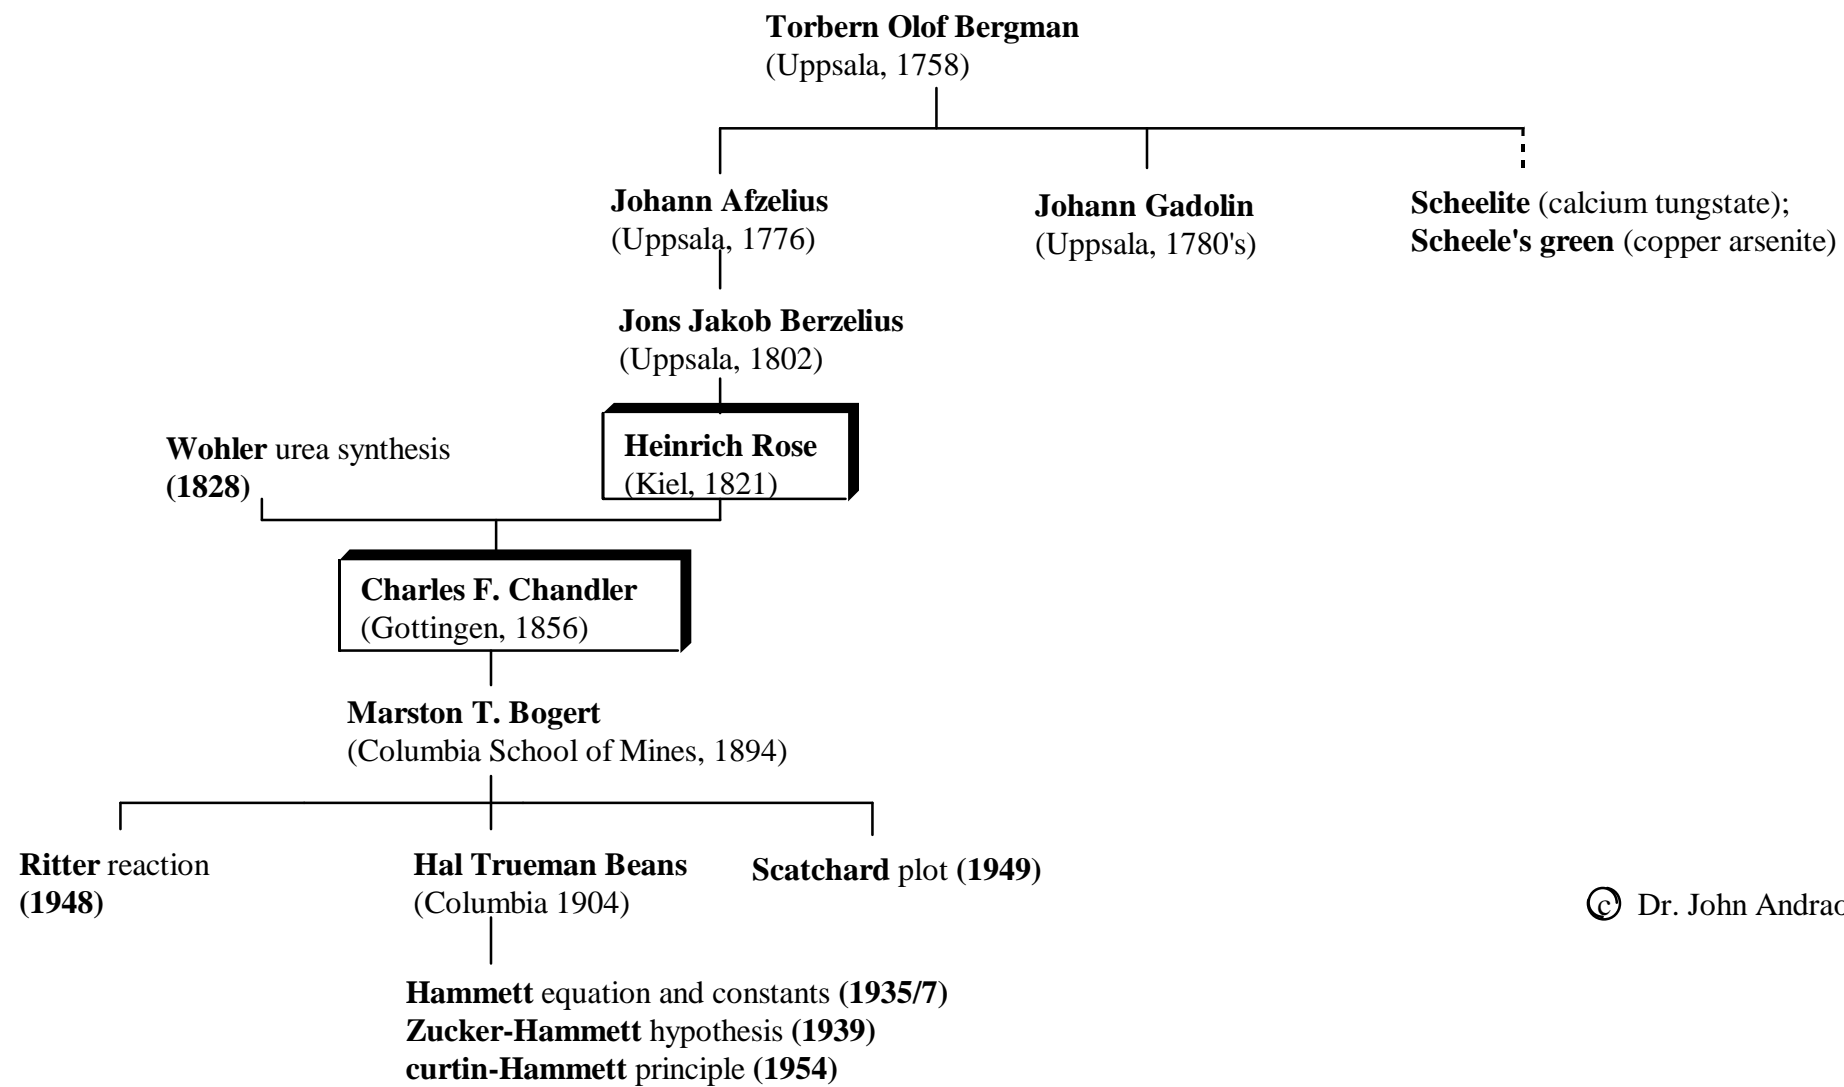 Torbern Olof Bergman
(Uppsala, 1758)
Johann Afzelius
(Uppsala, 1776)
Johann Gadolin
(Uppsala, 1780's)
Scheelite (calcium tungstate);
Scheele's green (copper arsenite)
Jons Jakob Berzelius
(Uppsala, 1802)
Wohler urea synthesis
(1828)
Heinrich Rose
(Kiel, 1821)
Charles F. Chandler
(Gottingen, 1856)
Marston T. Bogert
(Columbia School of Mines, 1894)
Ritter reaction
(1948)
Hal Trueman Beans
(Columbia 1904)
Scatchard plot (1949)
© Dr. John
Hammett equation and constants (1935/7)
Zucker-Hammett hypothesis (1939)
curtin-Hammett principle (1954)